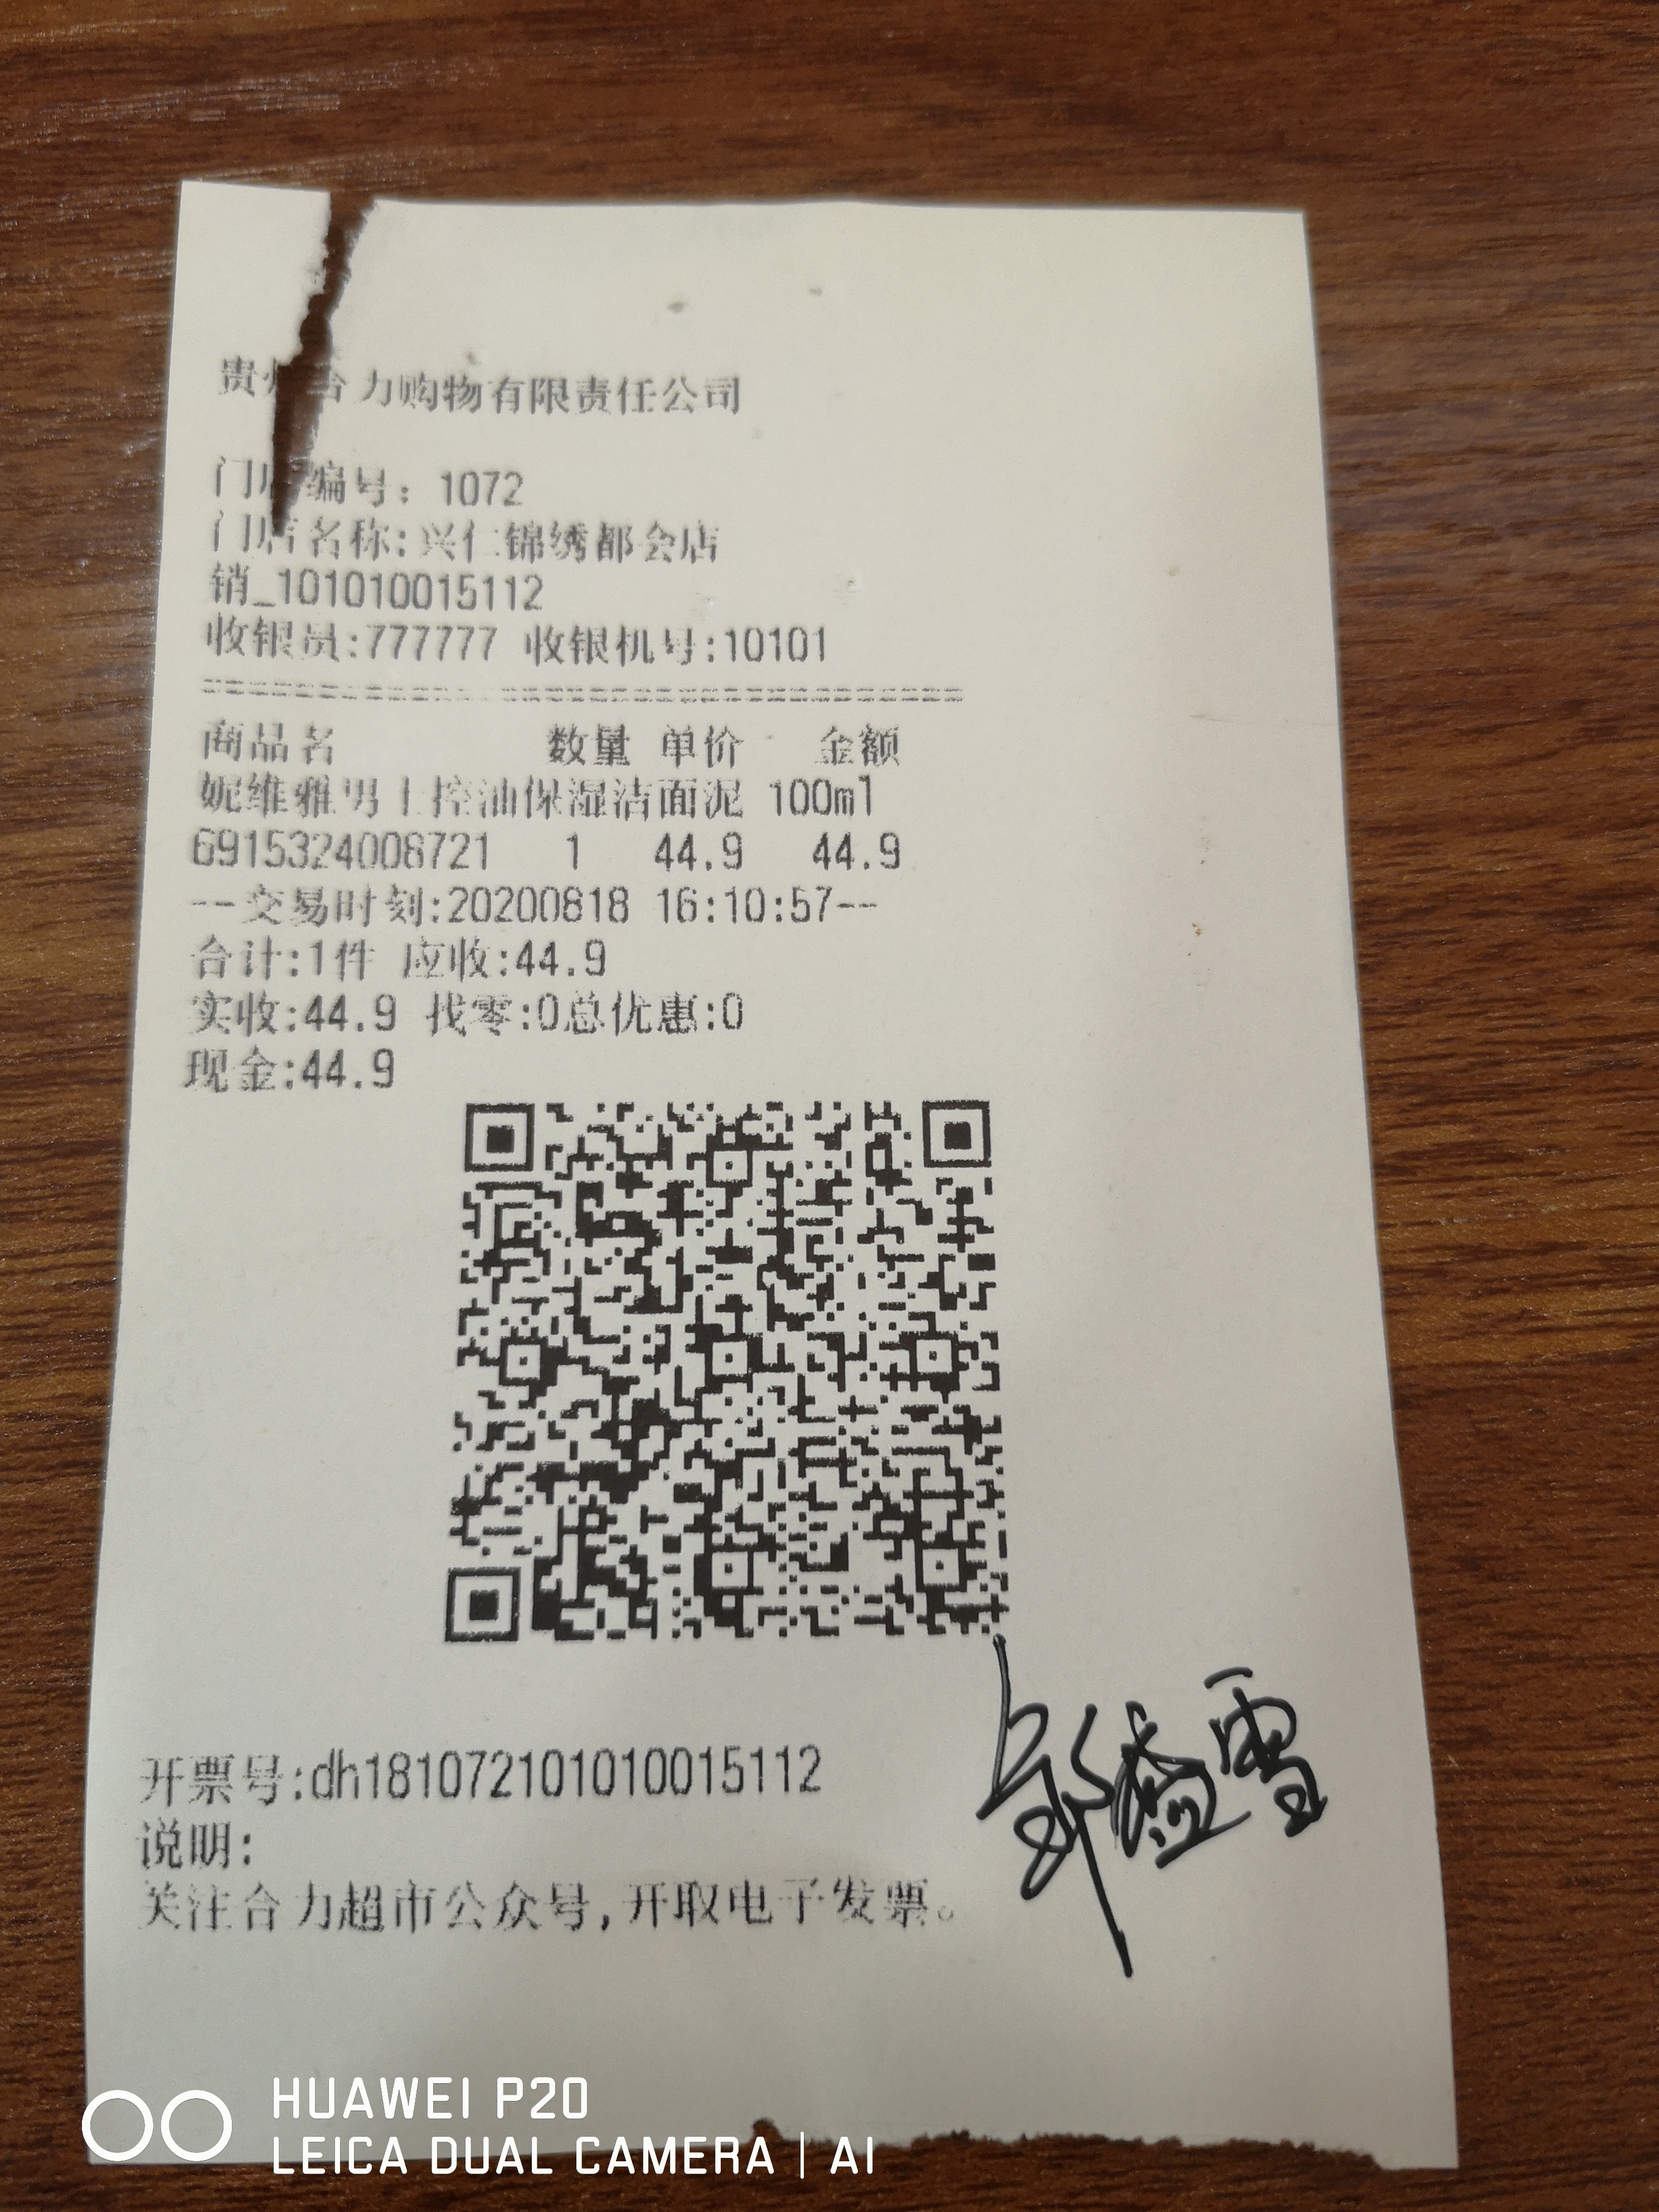 贵州合力购物有限责任公司
门店编号：1072
门店名称:兴仁锦绣都会店
销_101010015112
收银员:777777 收银机号:10101
商品名 数量 单价 金额
妮维雅男士控油保湿洁面泥 100ml
6915324008721 1 44.9 44.9
--交易时刻:20200818 16:10:57--
合计:1件 应收:44.9
实收:44.9 找零:0总优惠:0
现金:44.9
开票号:dh181072101010015112
说明:
关注合力超市公众号,开取电子发票。
HUAWEI P20
LEICA DUAL CAMERA | AI